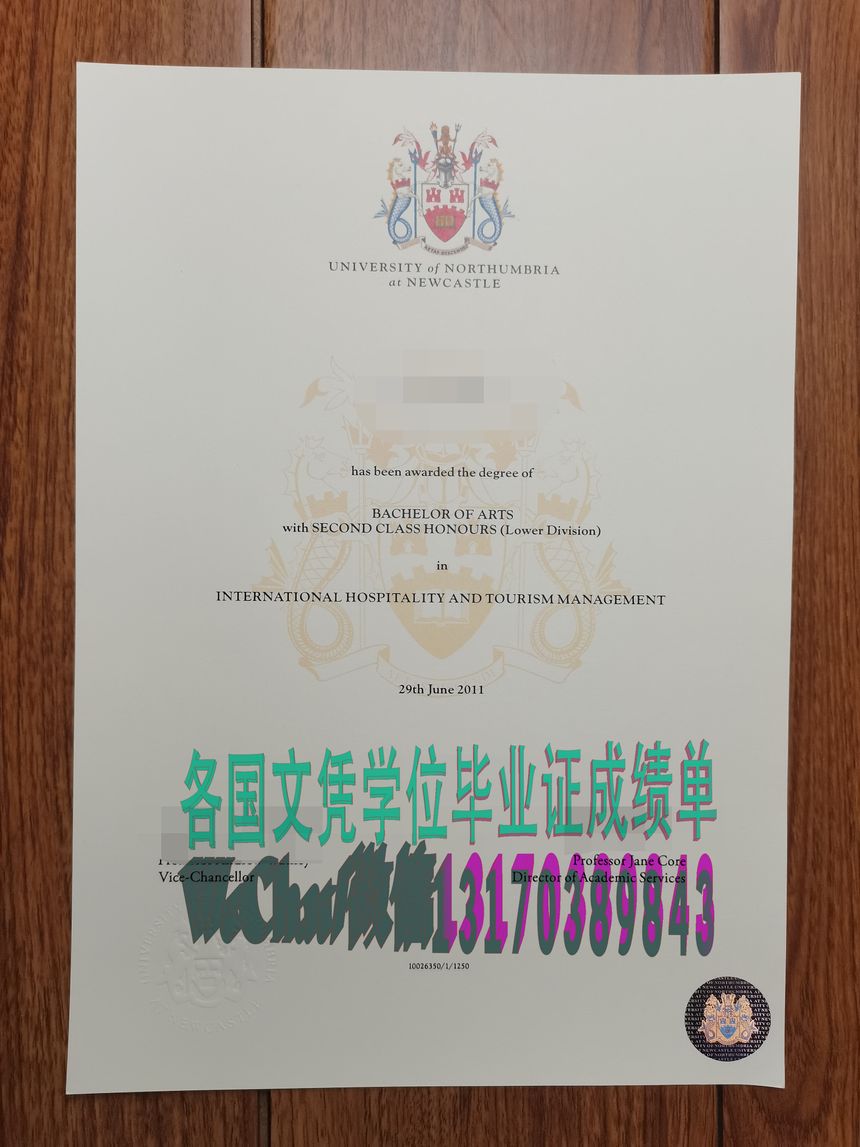 UNIVERSITY of NORTHUMBRIA
at NEWCASTLE
has been awarded the degree of
BACHELOR OF ARTS
with SECOND CLASS HONOURS (Lower Division)
in
INTERNATIONAL HOSPITALITY AND TOURISM MANAGEMENT
29th June 2011
各国文凭学位毕业证成绩单
Professor Jane Core
Vice-Chancellor
Director of Academic Services
WeChat/微信13170389843
10026350/1/1250